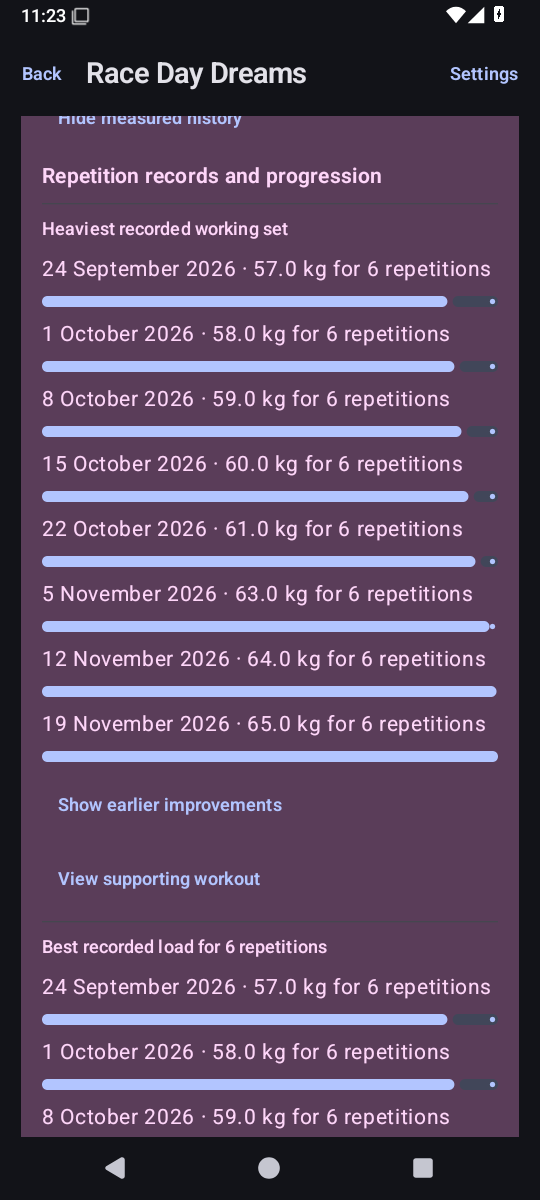 11:23
Back Race Day Dreams Settings
Hide measured history
Repetition records and progression
Heaviest recorded working set
24 September 2026 · 57.0 kg for 6 repetitions
1 October 2026 · 58.0 kg for 6 repetitions
8 October 2026 · 59.0 kg for 6 repetitions
15 October 2026 · 60.0 kg for 6 repetitions
22 October 2026 · 61.0 kg for 6 repetitions
5 November 2026 · 63.0 kg for 6 repetitions
12 November 2026 · 64.0 kg for 6 repetitions
19 November 2026 · 65.0 kg for 6 repetitions
Show earlier improvements
View supporting workout
Best recorded load for 6 repetitions
24 September 2026 · 57.0 kg for 6 repetitions
1 October 2026 · 58.0 kg for 6 repetitions
8 October 2026 · 59.0 kg for 6 repetitions